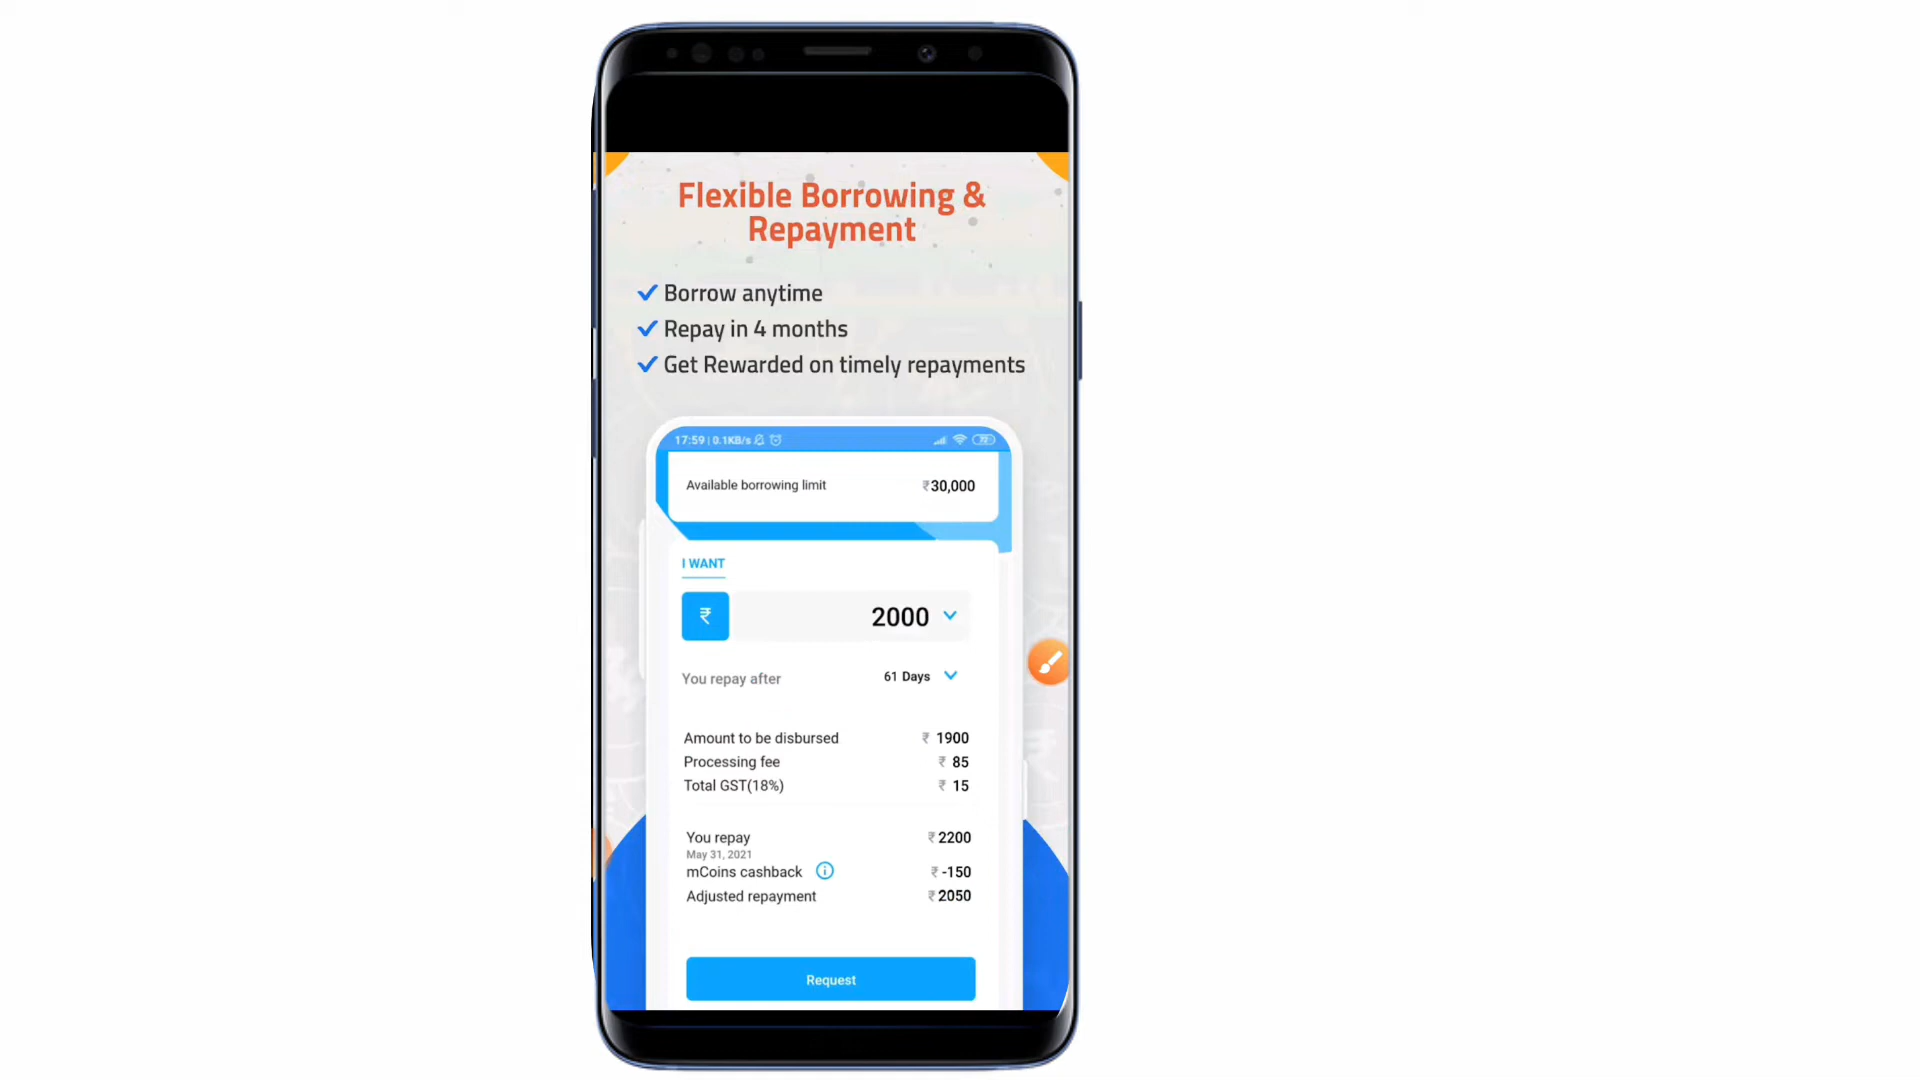 Flexible Borrowing &
Repayment
Borrow anytime
Repay in 4 months
Get Rewarded on timely repayments
17:59 | 0.1KB/s 72
Available borrowing limit ₹30,000
I WANT
₹ 2000
You repay after 61 Days
Amount to be disbursed ₹ 1900
Processing fee ₹ 85
Total GST(18%) ₹ 15
You repay ₹2200
May 31, 2021
mCoins cashback ₹ -150
Adjusted repayment ₹2050
Request